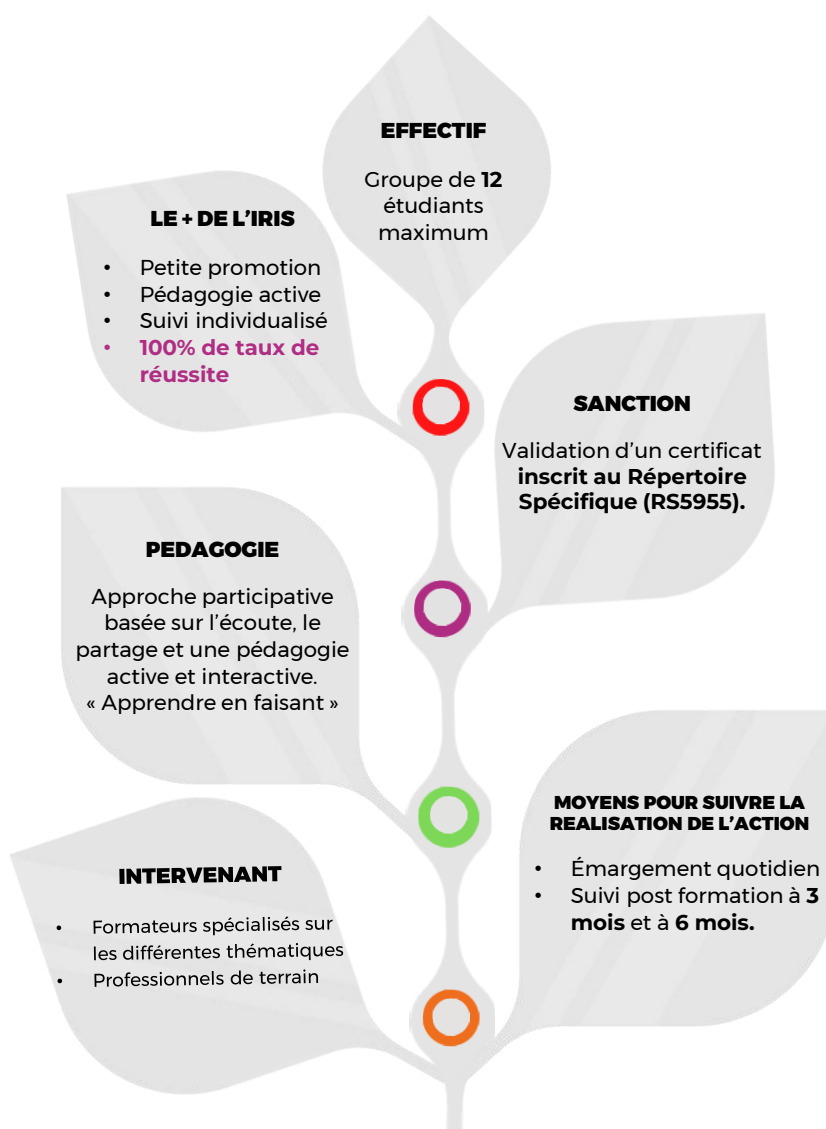 EFFECTIF
Groupe de 12
étudiants
maximum
LE + DE L'IRIS
• Petite promotion
• Pédagogie active
• Suivi individualisé
• 100% de taux de
réussite
SANCTION
Validation d'un certificat
inscrit au Répertoire
Spécifique (RS5955).
PEDAGOGIE
Approche participative
basée sur l'écoute, le
partage et une pédagogie
active et interactive.
« Apprendre en faisant »
MOYENS POUR SUIVRE LA
REALISATION DE L'ACTION
• Émargement quotidien
• Suivi post formation à 3
mois et à 6 mois.
INTERVENANT
• Formateurs spécialisés sur
les différentes thématiques
• Professionnels de terrain